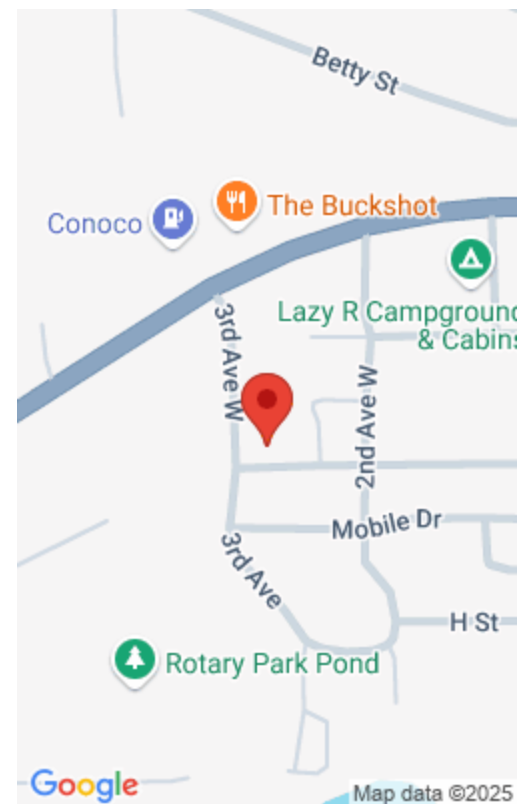 Betty St
Conoco
The Buckshot
Lazy R Campground
& Cabins
3rd Ave W
2nd Ave W
Mobile Dr
3rd Ave
H St
Rotary Park Pond
Google
Map data ©2025